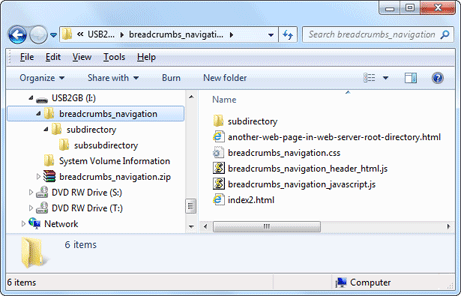 « USB2... ▸ breadcrumbs_navigati... ▸
Search breadcrumbs_navigation
File Edit View Tools Help
Organize Share with Burn New folder
USB2GB (I:)
breadcrumbs_navigation
subdirectory
subsubdirectory
System Volume Information
breadcrumbs_navigation.zip
DVD RW Drive (S:)
DVD RW Drive (T:)
Network
Name
subdirectory
another-web-page-in-web-server-root-directory.html
breadcrumbs_navigation.css
breadcrumbs_navigation_header_html.js
breadcrumbs_navigation_javascript.js
index2.html
6 items
6 items Computer